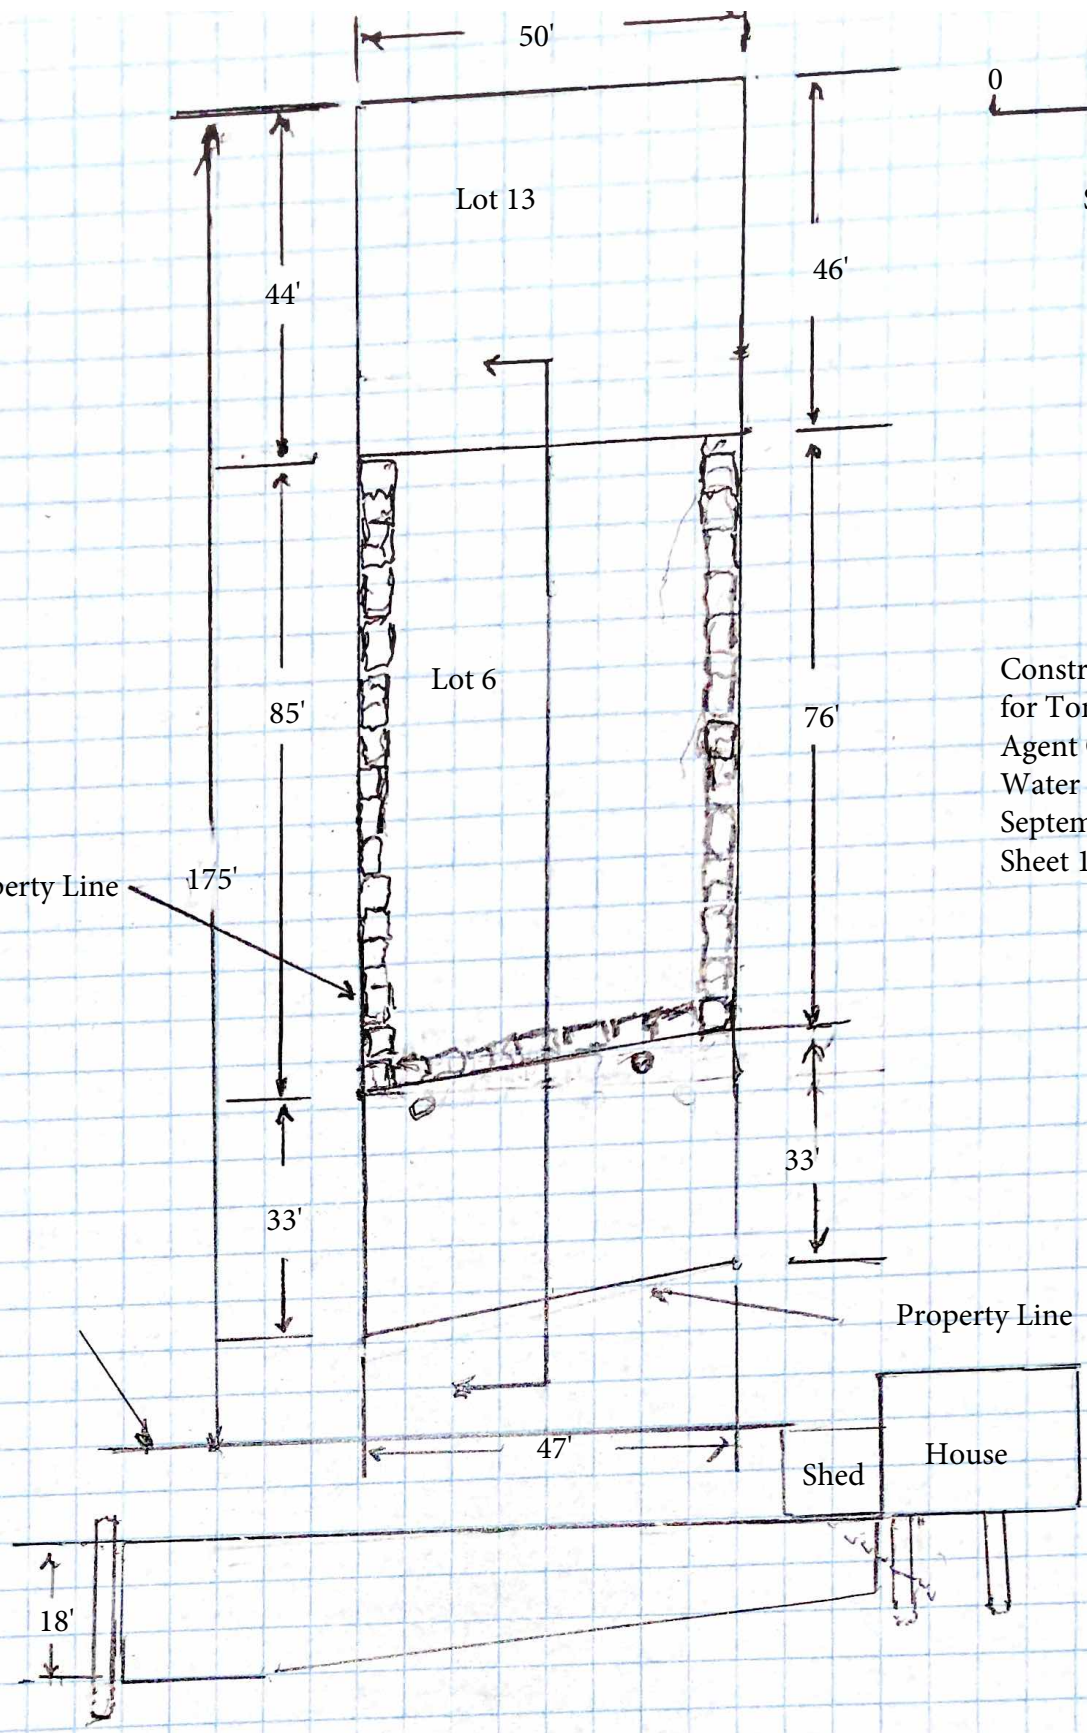 50'
0
Lot 13
44'
46'
Lot 6
85'
76'
Constr
for Tor
Agent
Water
Septem
Sheet 1
perty Line
175'
33'
33'
Property Line
47'
Shed
House
18'